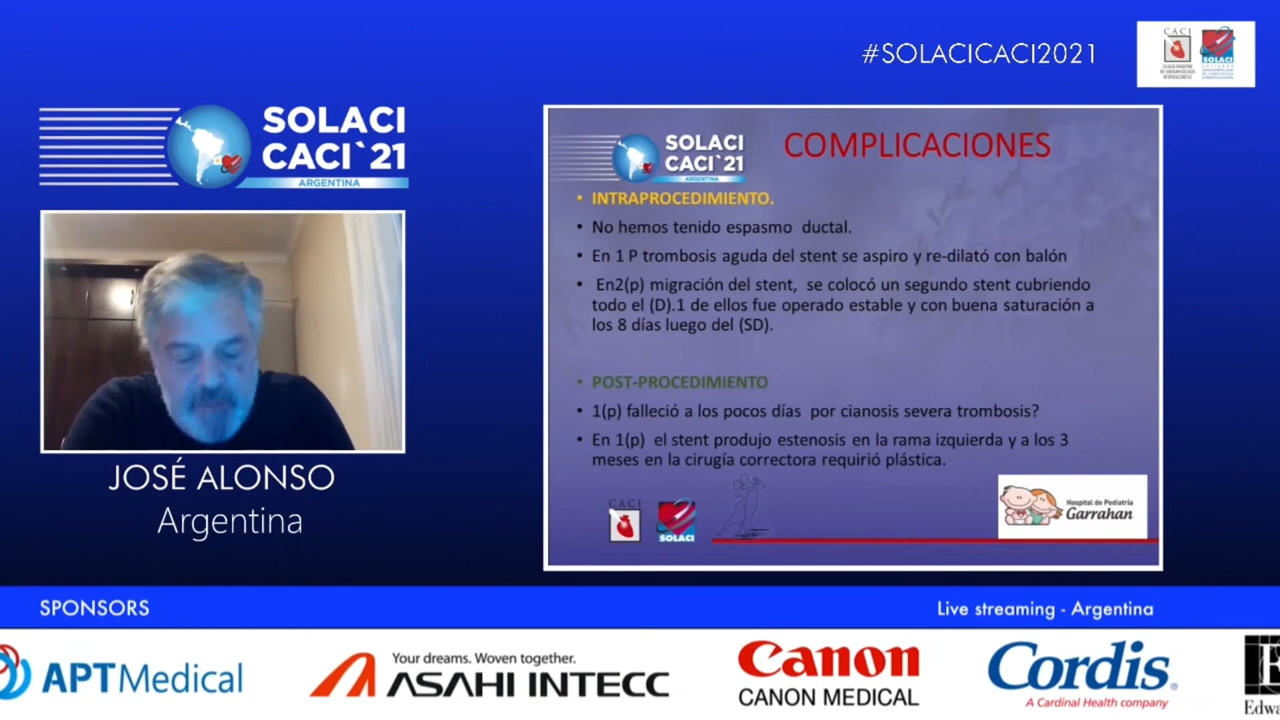 #SOLACICACI2021
CACI
SOLACI
SOLACI
CACI`21
ARGENTINA
JOSÉ ALONSO
Argentina
SOLACI
CACI`21
ARGENTINA
COMPLICACIONES
• INTRAPROCEDIMIENTO.
• No hemos tenido espasmo ductal.
• En 1 P trombosis aguda del stent se aspiro y re-dilató con balón
• En2(p) migración del stent, se colocó un segundo stent cubriendo
todo el (D).1 de ellos fue operado estable y con buena saturación a
los 8 días luego del (SD).
• POST-PROCEDIMIENTO
• 1(p) falleció a los pocos días por cianosis severa trombosis?
• En 1(p) el stent produjo estenosis en la rama izquierda y a los 3
meses en la cirugía correctora requirió plástica.
CACI
SOLACI
Hospital de Pediatría
Garrahan
SPONSORS
Live streaming - Argentina
APT Medical
Your dreams. Woven together.
ASAHI INTECC
Canon
CANON MEDICAL
Cordis®
A Cardinal Health company
E
Edwa